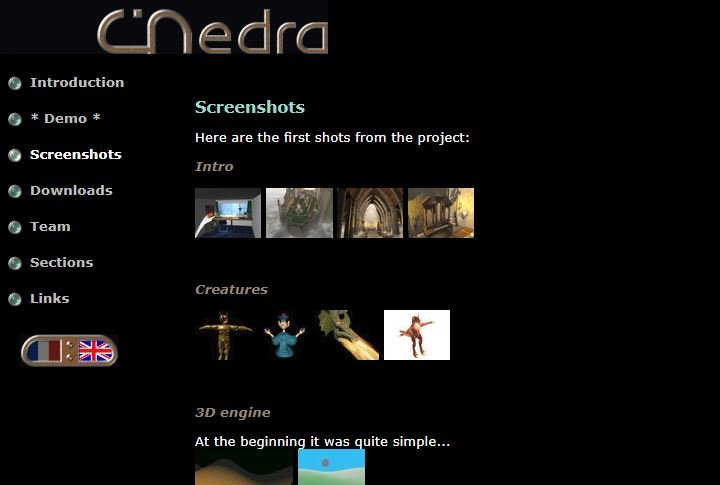 Cinedra
Introduction
* Demo *
Screenshots
Downloads
Team
Sections
Links
Screenshots
Here are the first shots from the project:
Intro
Creatures
3D engine
At the beginning it was quite simple...